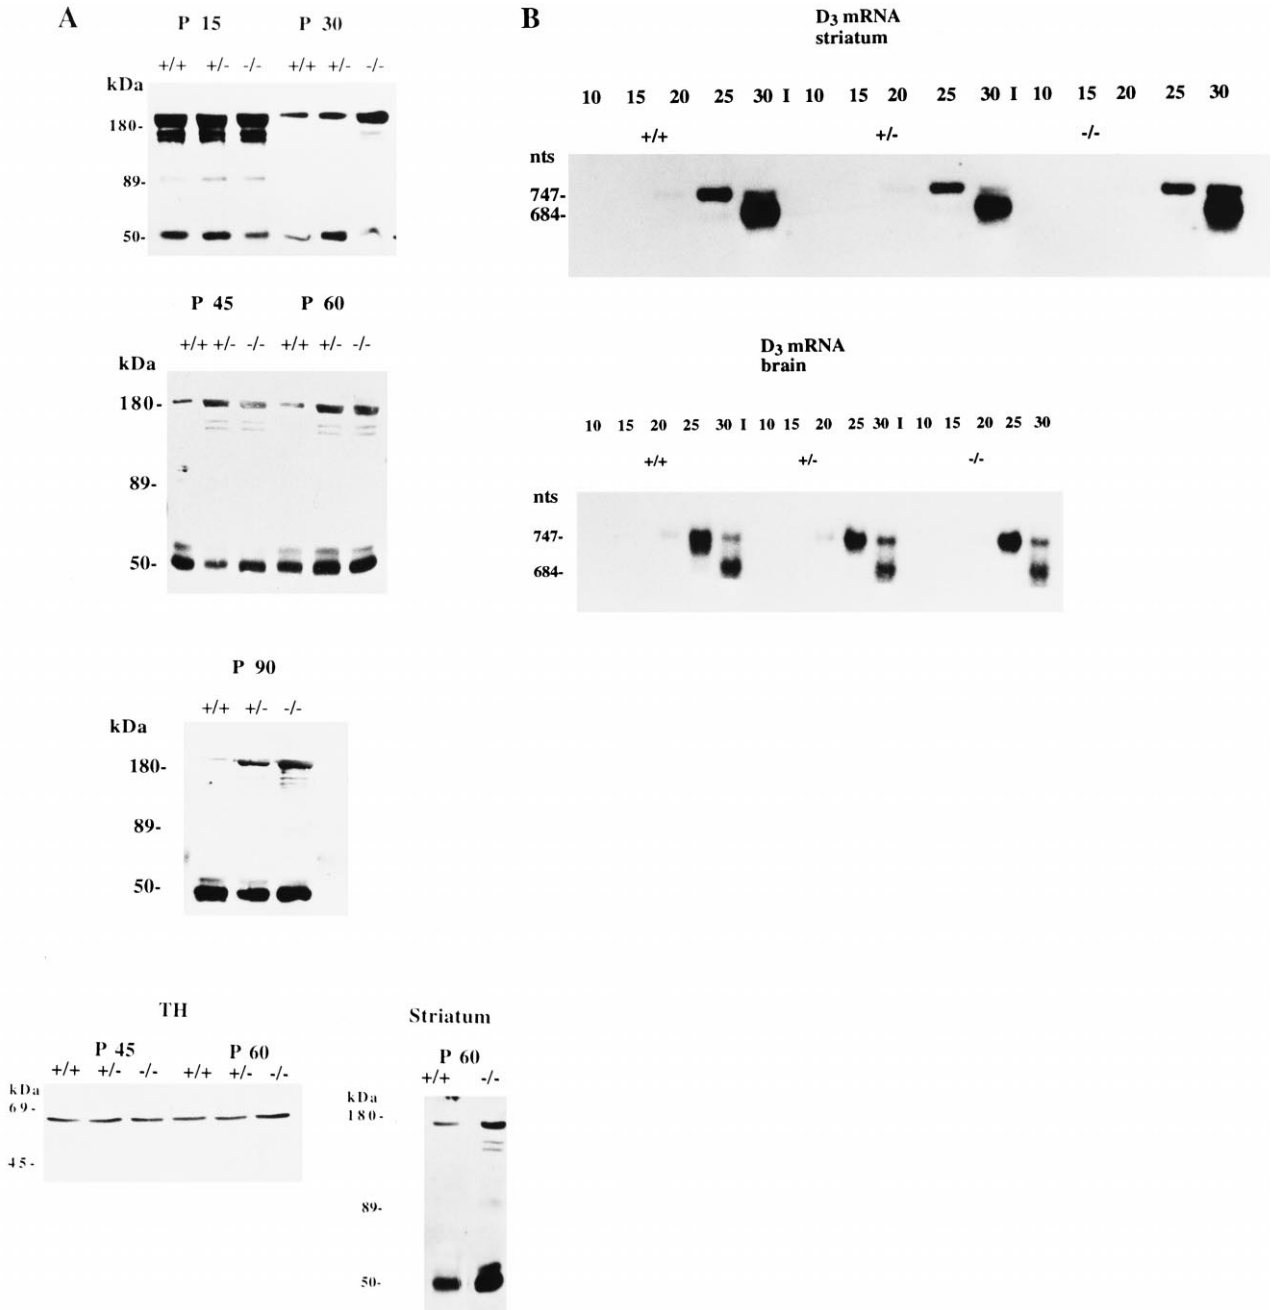 A
P 15 P 30
+/+ +/- -/- +/+ +/- -/-
kDa
180-
89-
50-
P 45 P 60
+/+ +/- -/- +/+ +/- -/-
kDa
180-
89-
50-
P 90
+/+ +/- -/-
kDa
180-
89-
50-
TH
P 45 P 60
+/+ +/- -/- +/+ +/- -/-
kDa
69-
45-
Striatum
P 60
+/+ -/-
kDa
180-
89-
50-
B
D3 mRNA
striatum
10 15 20 25 30 I 10 15 20 25 30 I 10 15 20 25 30
+/+ +/- -/-
nts
747-
684-
D3 mRNA
brain
10 15 20 25 30 I 10 15 20 25 30 I 10 15 20 25 30
+/+ +/- -/-
nts
747-
684-